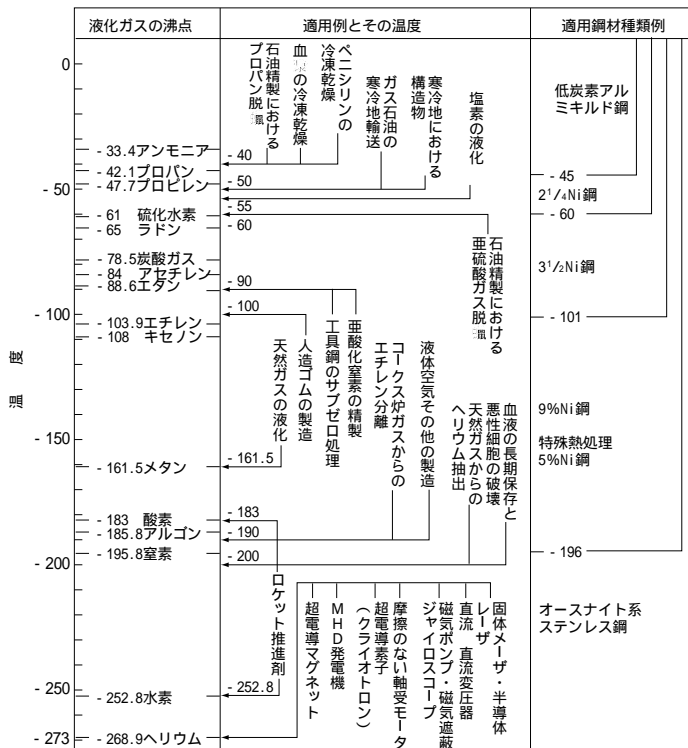 液化ガスの沸点
適用例とその温度
適用鋼材種類例
温度
0
- 50
- 100
- 150
- 200
- 250
- 273
- 33.4アンモニア
- 42.1プロパン
- 47.7プロピレン
- 61 硫化水素
- 65 ラドン
- 78.5炭酸ガス
- 84 アセチレン
- 88.6エタン
- 103.9エチレン
- 108 キセノン
- 161.5メタン
- 183 酸素
- 185.8アルゴン
- 195.8窒素
- 252.8水素
- 268.9ヘリウム
石油精製における
プロパン脱
血 の冷凍乾燥
ペニシリンの
冷凍乾燥
ガス石油の
寒冷地輸送
寒冷地における
構造物
塩素の液化
- 40
- 50
- 55
- 60
石油精製における
亜硫酸ガス脱
- 90
- 100
天然ガスの液化
人造ゴムの製造
工具鋼のサブゼロ処理
亜酸化窒素の精製
コークス炉ガスからの
エチレン分離
液体空気その他の製造
天然ガスからの
ヘリウム抽出
血液の長期保存と
悪性細胞の破壊
- 161.5
- 183
- 190
- 200
ロケット推進剤
超電導マグネット
MHD発電機
超電導素子
(クライオトロン)
摩擦のない軸受モータ
ジャイロスコープ
磁気ポンプ・磁気遮蔽
直流 直流変圧器
固体メーザ・半導体
レーザ
- 252.8
低炭素アル
ミキルド鋼
- 45
2¹/₄Ni鋼
- 60
3¹/₂Ni鋼
- 101
9%Ni鋼
特殊熱処理
5%Ni鋼
- 196
オースナイト系
ステンレス鋼